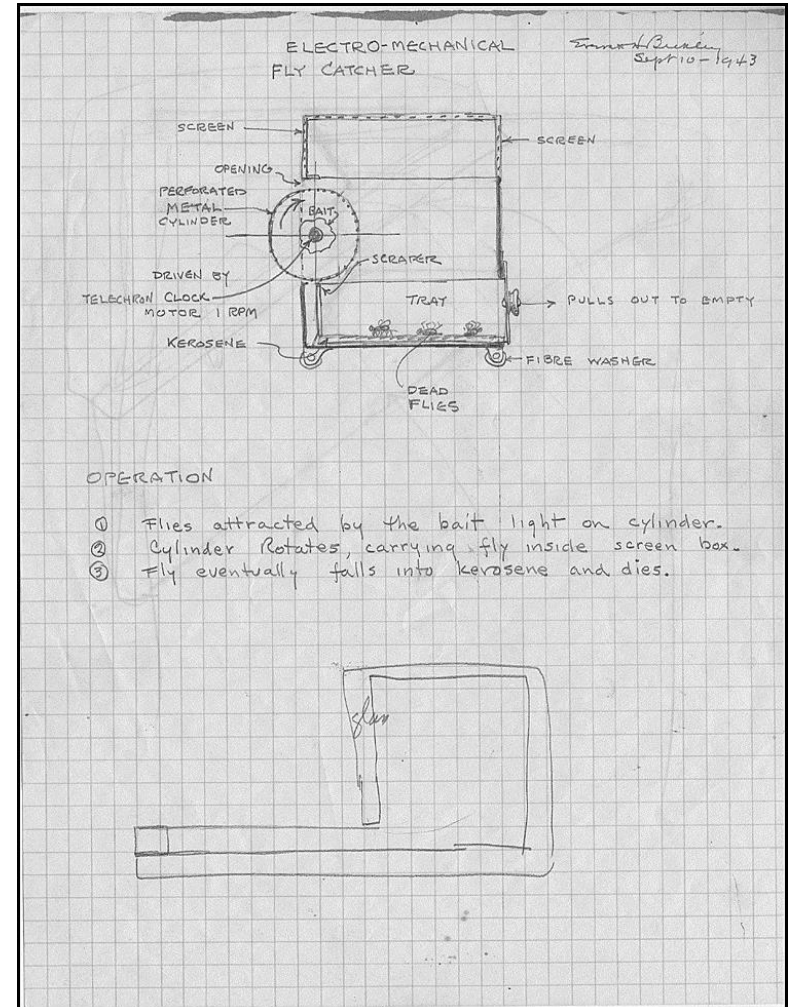 ELECTRO-MECHANICAL
FLY CATCHER
Sept 10-1943
SCREEN
SCREEN
OPENING
PERFORATED
METAL
CYLINDER
BAIT
SCRAPER
DRIVEN BY
TELECHRON CLOCK
MOTOR 1 RPM
TRAY
PULLS OUT TO EMPTY
KEROSENE
FIBRE WASHER
DEAD
FLIES
OPERATION
① Flies attracted by the bait light on cylinder.
② Cylinder Rotates, carrying fly inside screen box.
③ Fly eventually falls into kerosene and dies.